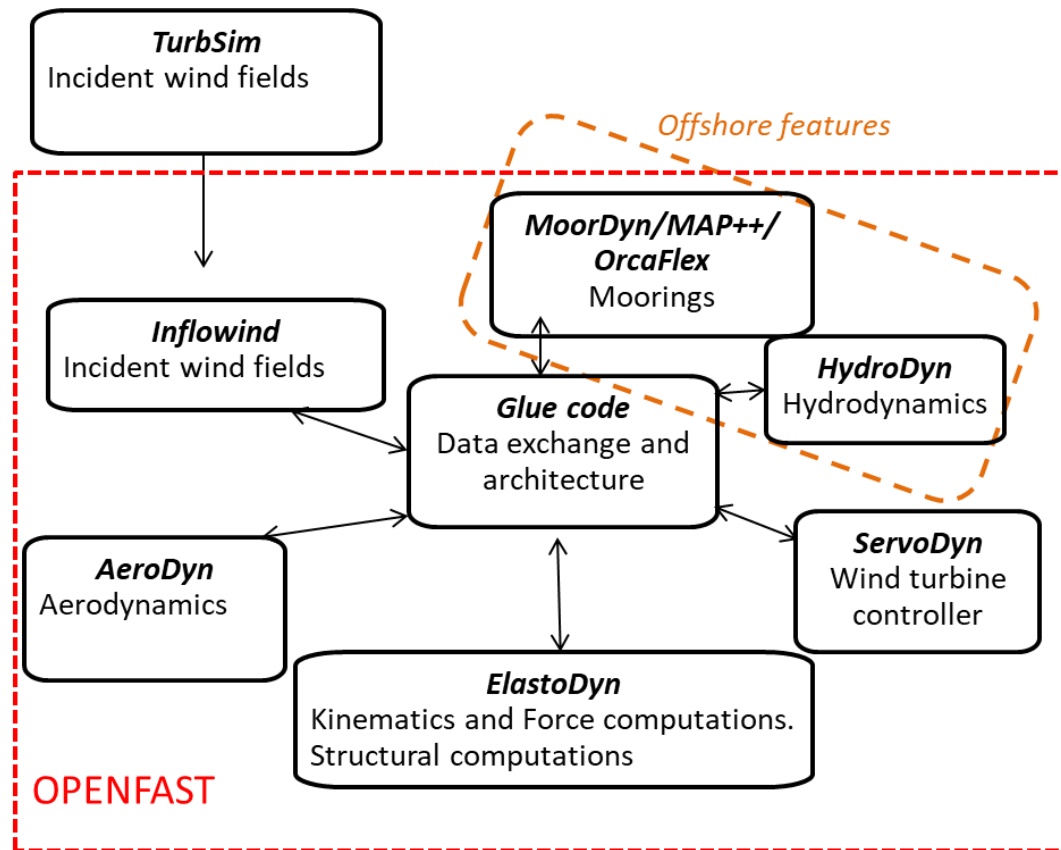 TurbSim
Incident wind fields
Offshore features
MoorDyn/MAP++/
OrcaFlex
Moorings
Inflowind
Incident wind fields
HydroDyn
Hydrodynamics
Glue code
Data exchange and
architecture
AeroDyn
Aerodynamics
ServoDyn
Wind turbine
controller
ElastoDyn
Kinematics and Force computations.
Structural computations
OPENFAST